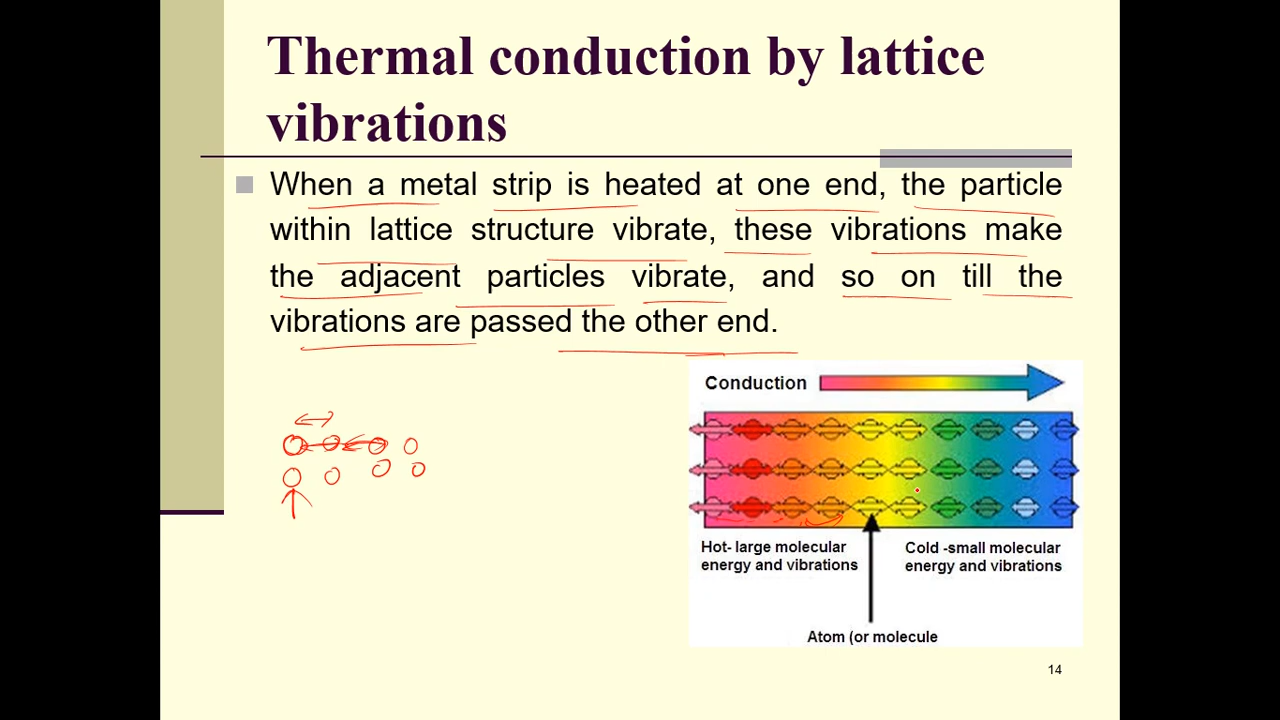 Thermal conduction by lattice
vibrations
When a metal strip is heated at one end, the particle
within lattice structure vibrate, these vibrations make
the adjacent particles vibrate, and so on till the
vibrations are passed the other end.
Conduction
Hot- large molecular
energy and vibrations
Cold -small molecular
energy and vibrations
Atom (or molecule
14